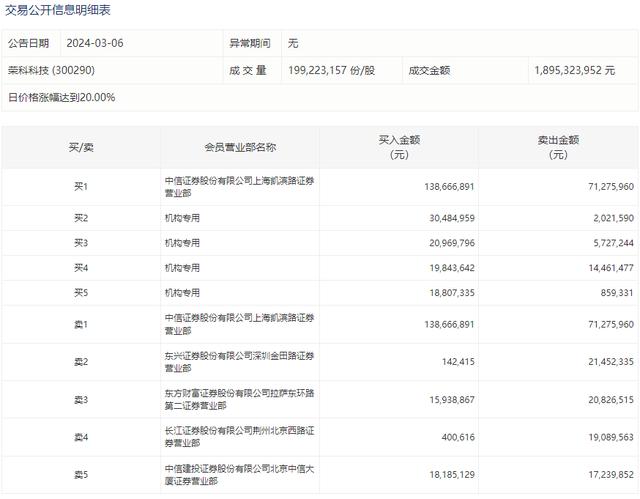 交易公开信息明细表
公告日期 2024-03-06 异常期间 无
荣科科技 (300290) 成 交 量 199,223,157 份/股 成交金额 1,895,323,952 元
日价格涨幅达到20.00%
买/卖 会员营业部名称 买入金额 卖出金额
(元) (元)
买1 中信证券股份有限公司上海凯滨路证券 138,666,891 71,275,960
营业部
买2 机构专用 30,484,959 2,021,590
买3 机构专用 20,969,796 5,727,244
买4 机构专用 19,843,642 14,461,477
买5 机构专用 18,807,335 859,331
卖1 中信证券股份有限公司上海凯滨路证券 138,666,891 71,275,960
营业部
卖2 东兴证券股份有限公司深圳金田路证券 142,415 21,452,335
营业部
卖3 东方财富证券股份有限公司拉萨东环路 15,938,867 20,826,515
第二证券营业部
卖4 长江证券股份有限公司荆州北京西路证 400,616 19,089,563
券营业部
卖5 中信建投证券股份有限公司北京中信大 18,185,129 17,239,852
厦证券营业部